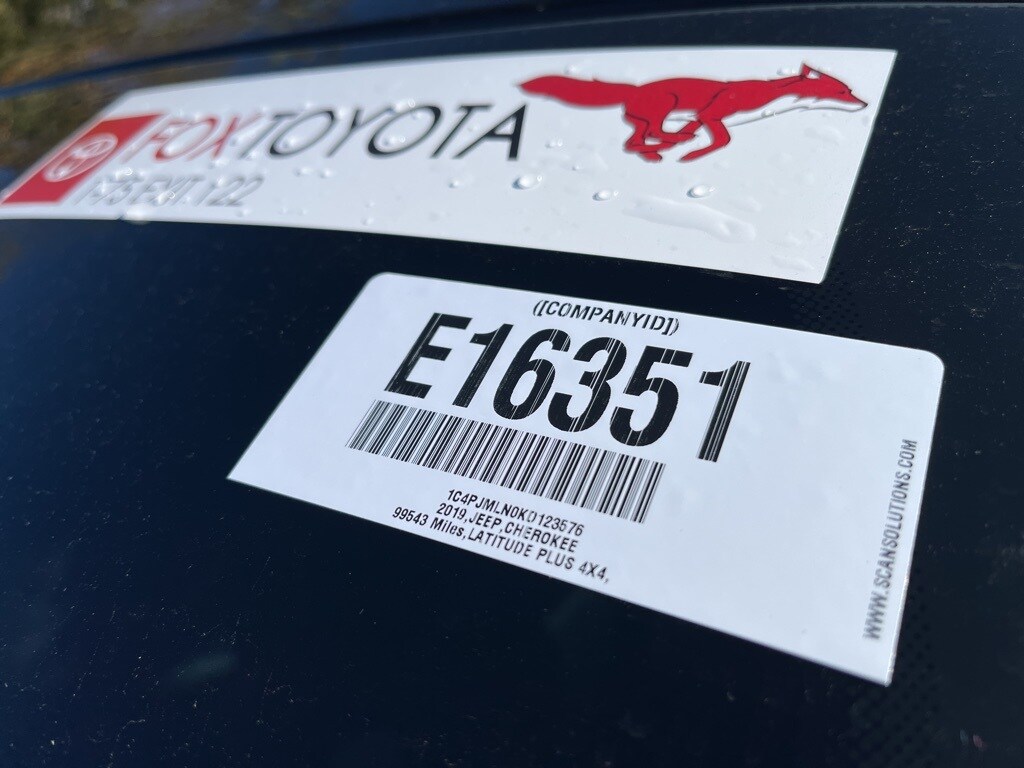 FOXTOYOTA
I-75 EXIT 122
([COMPANYID])
E16351
1C4PJMLN0KD123576
2019,JEEP,CHEROKEE
99543 Miles,LATITUDE PLUS 4X4,
WWW.SCANSOLUTIONS.COM